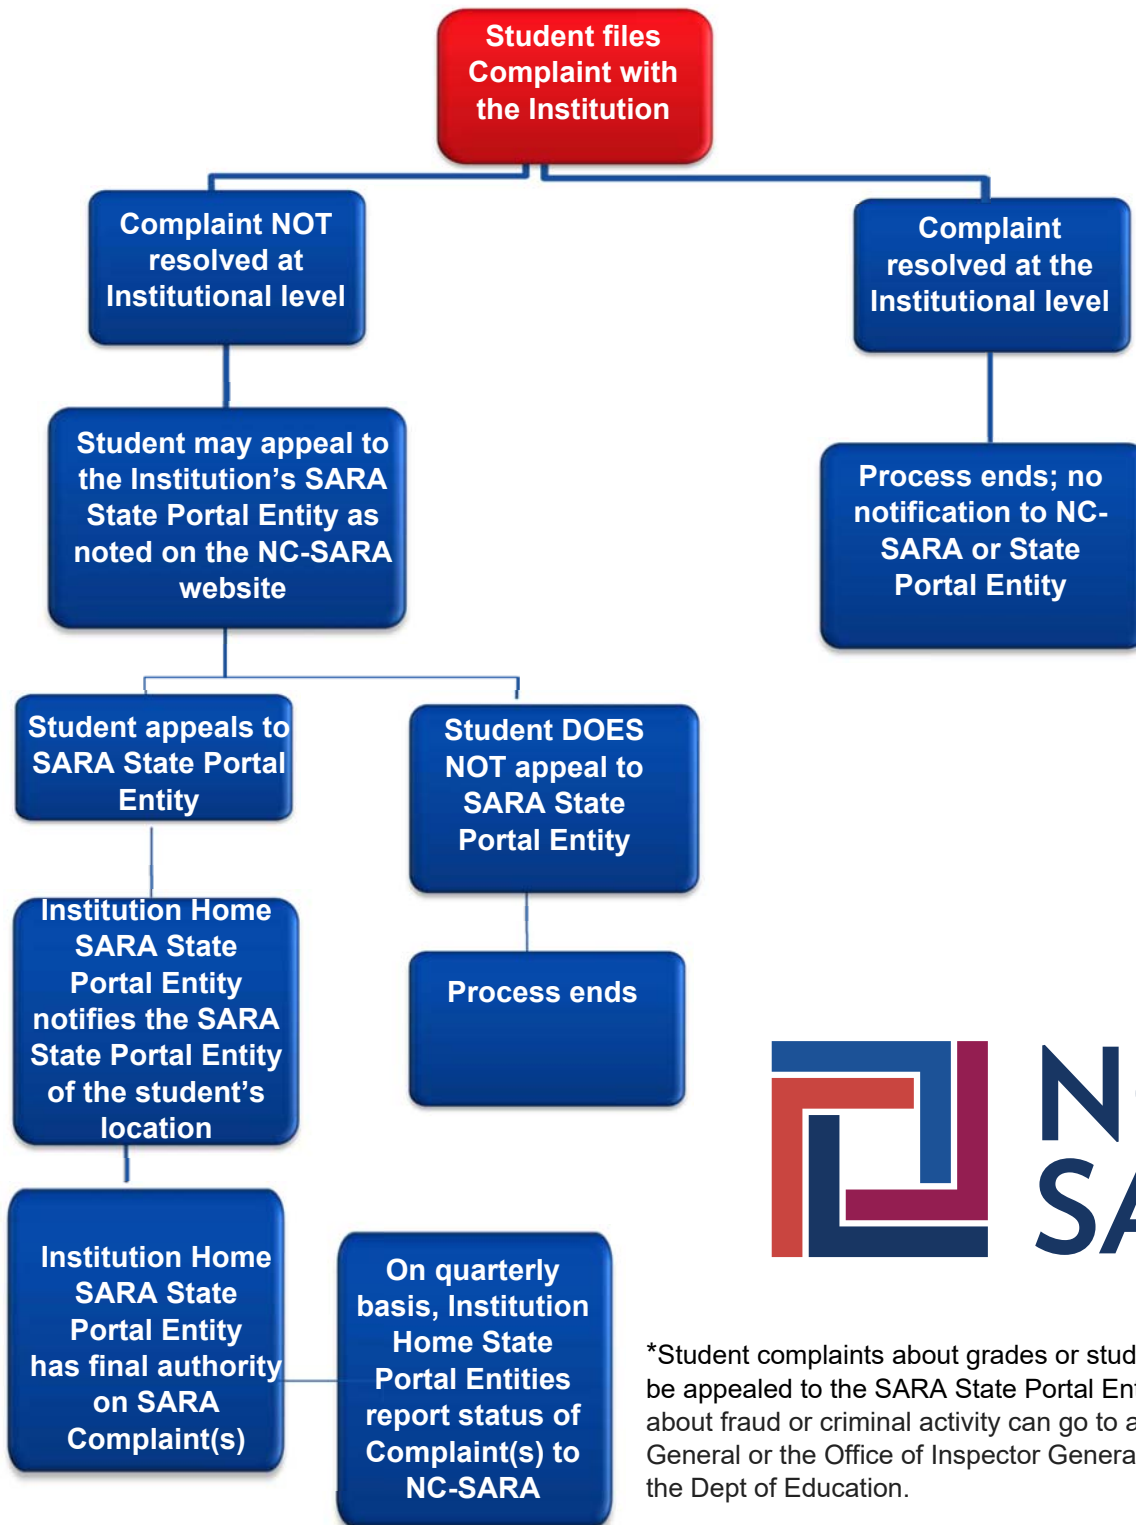 Student files
Complaint with
the Institution
Complaint NOT
resolved at
Institutional level
Complaint
resolved at the
Institutional level
Student may appeal to
the Institution’s SARA
State Portal Entity as
noted on the NC-SARA
website
Process ends; no
notification to NC-
SARA or State
Portal Entity
Student appeals to
SARA State Portal
Entity
Student DOES
NOT appeal to
SARA State
Portal Entity
Institution Home
SARA State
Portal Entity
notifies the SARA
State Portal Entity
of the student’s
location
Process ends
Institution Home
SARA State
Portal Entity
has final authority
on SARA
Complaint(s)
On quarterly
basis, Institution
Home State
Portal Entities
report status of
Complaint(s) to
NC-SARA
*Student complaints about grades or
be appealed to the SARA State Portal
about fraud or criminal activity can go to
General or the Office of Inspector
the Dept of Education.